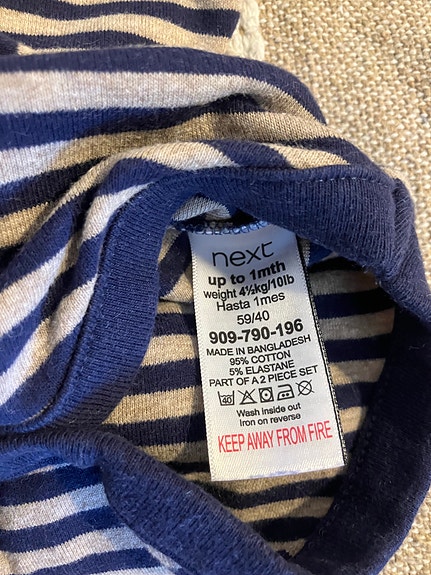 next
up to 1mth
weight 4½kg/10lb
Hasta 1mes
59/40
909-790-196
MADE IN BANGLADESH
95% COTTON
5% ELASTANE
PART OF A 2 PIECE SET
40
Wash inside out
Iron on reverse
KEEP AWAY FROM FIRE